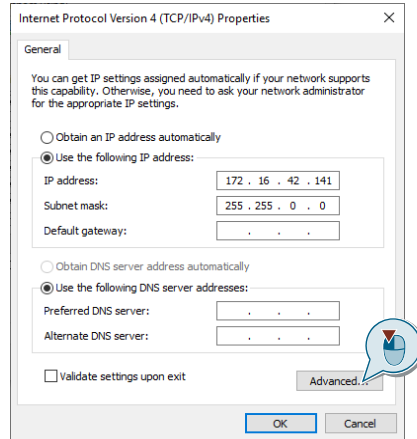 Internet Protocol Version 4 (TCP/IPv4) Properties
General
You can get IP settings assigned automatically if your network supports
this capability. Otherwise, you need to ask your network administrator
for the appropriate IP settings.
Obtain an IP address automatically
Use the following IP address:
IP address: 172 . 16 . 42 . 141
Subnet mask: 255 . 255 . 0 . 0
Default gateway: . . .
Obtain DNS server address automatically
Use the following DNS server addresses:
Preferred DNS server: . . .
Alternate DNS server: . . .
Validate settings upon exit
Advanced...
OK Cancel